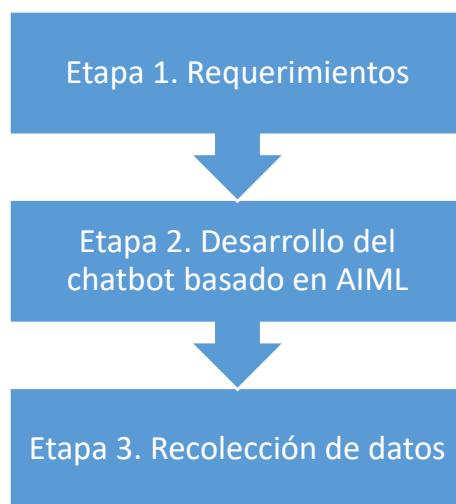 Etapa 1. Requerimientos
Etapa 2. Desarrollo del
chatbot basado en AIML
Etapa 3. Recolección de datos